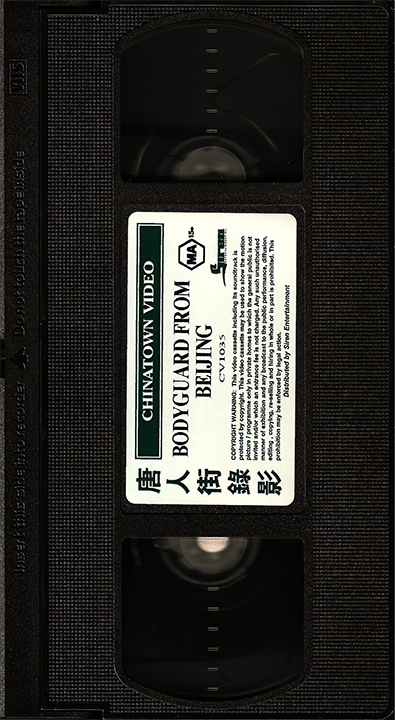 VHS
Insert this side into recorder
Do not touch the tape inside
CHINATOWN VIDEO
BODYGUARD FROM
BEIJING
CV1035
MA 15+
COPYRIGHT WARNING: This video cassette including its soundtrack is
protected by copyright. This video cassette may be used to show the motion
picture / programme only in private homes to which the general public is not
invited and/or which an entrance fee is not charged. Any such unauthorised
manner of exhibition and any broadcast to the public performance, diffusion,
editing, copying, re-selling and hiring in whole or in part is prohibited. This
prohibition may be enforced by legal action.
Distributed by Siren Entertainment
唐人街錄影